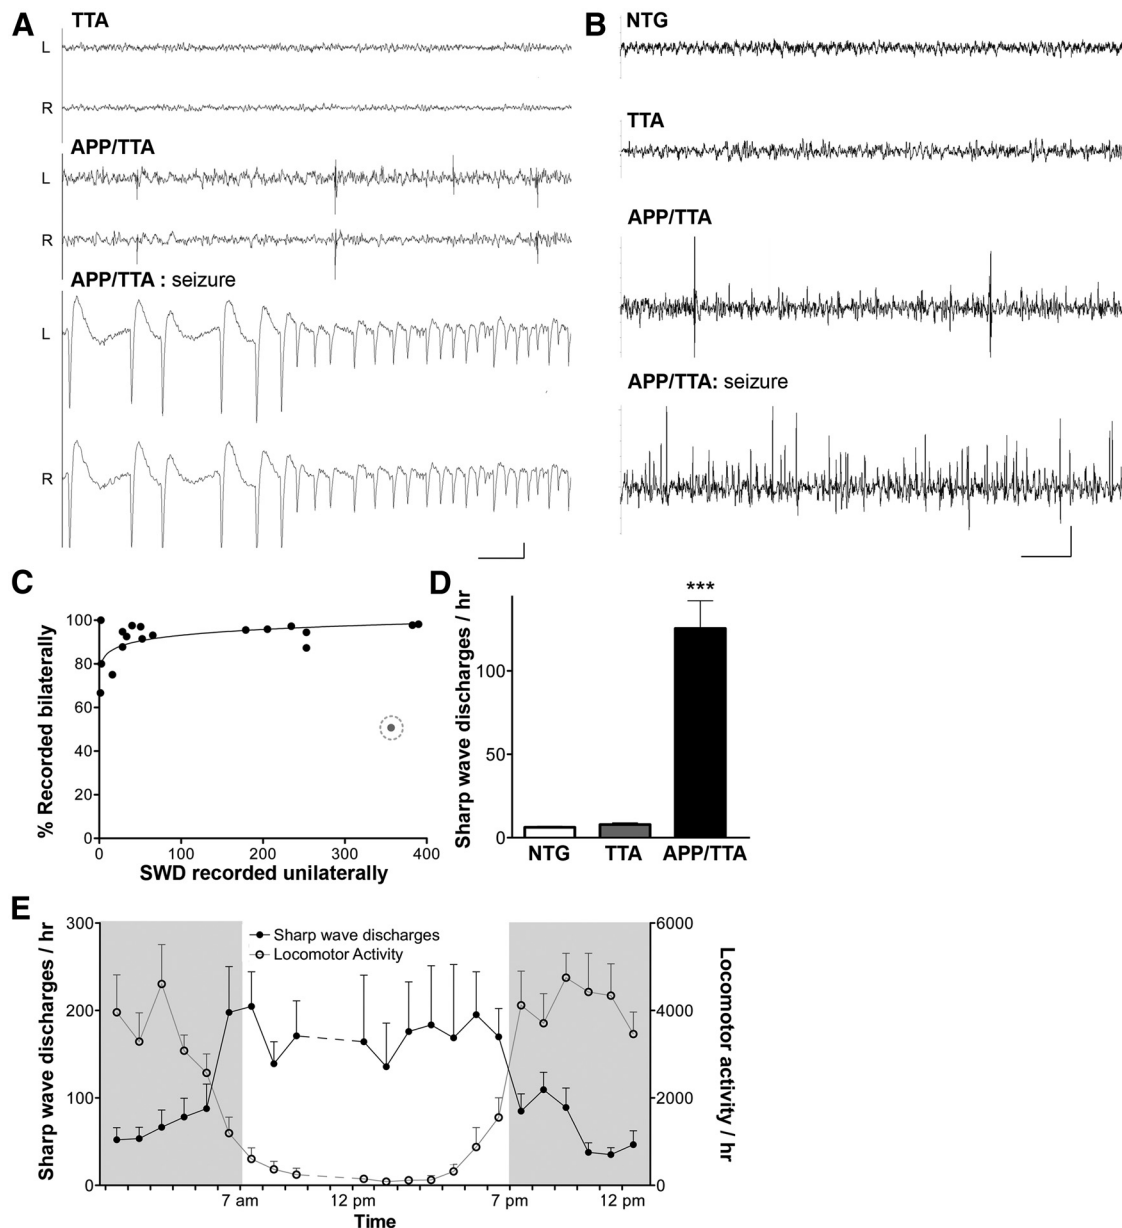 A
TTA
L
R
APP/TTA
L
R
APP/TTA : seizure
L
R
B
NTG
TTA
APP/TTA
APP/TTA: seizure
C
% Recorded bilaterally
100
80
60
40
20
0
0 100 200 300 400
SWD recorded unilaterally
D
Sharp wave discharges / hr
***
100
50
0
NTG TTA APP/TTA
E
Sharp wave discharges / hr
300
200
100
0
Sharp wave discharges
Locomotor Activity
6000
4000
2000
0
Locomotor activity / hr
7 am 12 pm 7 pm 12 pm
Time